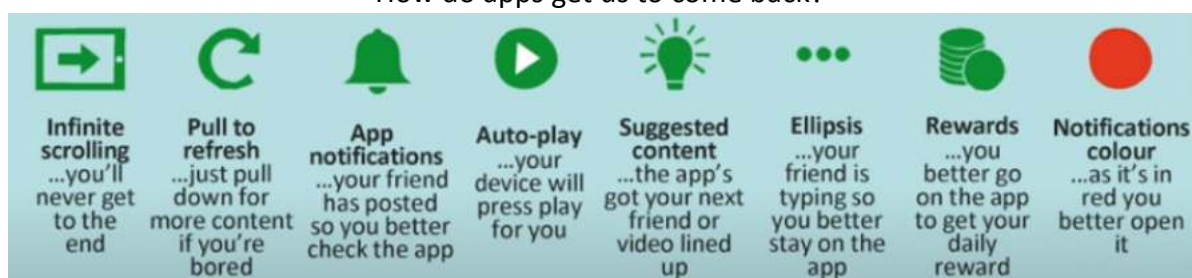 How do apps get us to come back?
Infinite
scrolling
...you'll
never get
to the
end
Pull to
refresh
...just pull
down for
more content
if you're
bored
App
notifications
...your friend
has posted
so you better
check the app
Auto-play
...your
device will
press play
for you
Suggested
content
...the app's
got your next
friend or
video lined
up
Ellipsis
...your
friend is
typing so
you better
stay on the
app
Rewards
...you
better go
on the app
to get your
daily
reward
Notifications
colour
...as it's in
red you
better open
it